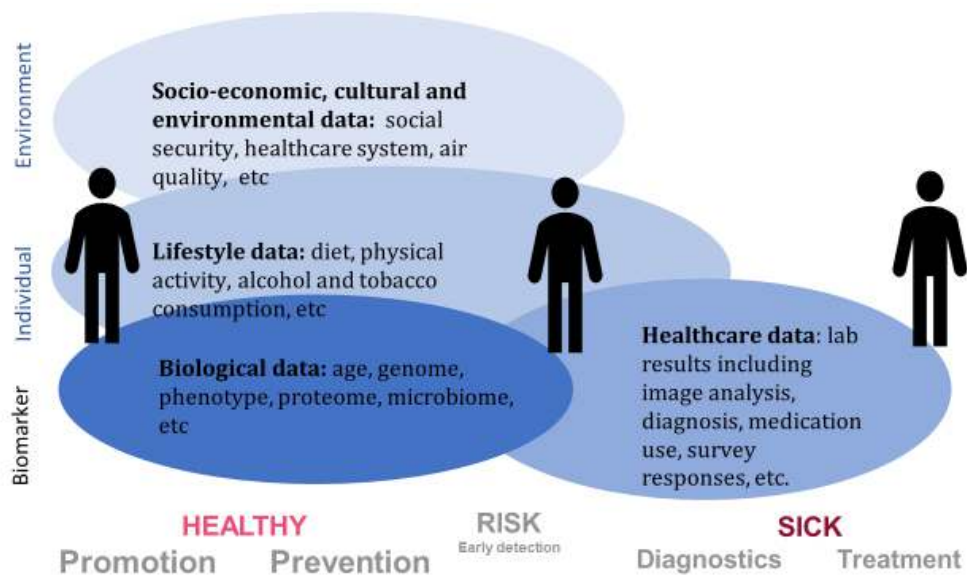 Environment
Individual
Biomarker
Socio-economic, cultural and
environmental data: social
security, healthcare system, air
quality, etc
Lifestyle data: diet, physical
activity, alcohol and tobacco
consumption, etc
Biological data: age, genome,
phenotype, proteome, microbiome,
etc
Healthcare data: lab
results including
image analysis,
diagnosis, medication
use, survey
responses, etc.
HEALTHY
RISK
SICK
Early detection
Promotion
Prevention
Diagnostics
Treatment